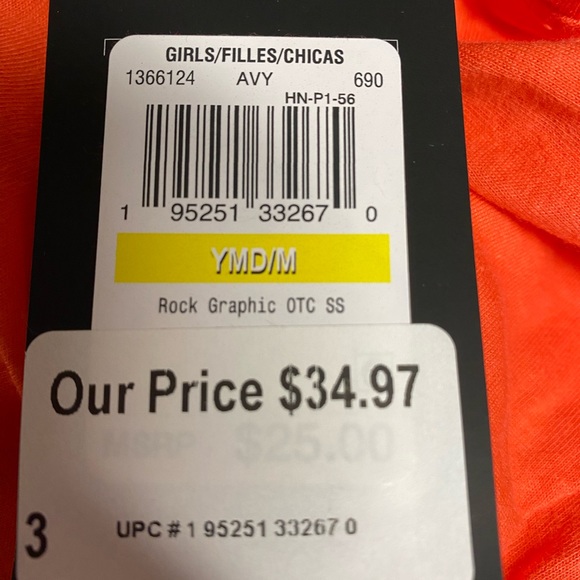 GIRLS/FILLES/CHICAS
1366124 AVY 690
HN-P1-56
1 95251 33267 0
YMD/M
Rock Graphic OTC SS
Our Price $34.97
MSRP $25.00
3 UPC # 1 95251 33267 0